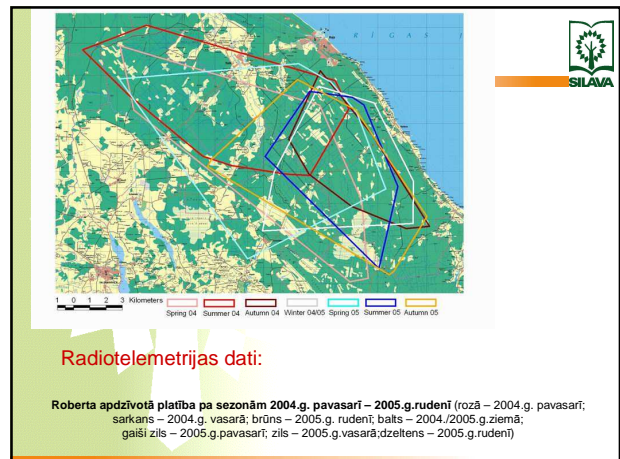 RĪGAS
SILAVA
1 0 1 2 3 Kilometers
Spring 04 Summer 04 Autumn 04 Winter 04/05 Spring 05 Summer 05 Autumn 05
Radiotelemetrijas dati:
Roberta apdzīvotā platība pa sezonām 2004.g. pavasarī – 2005.g.rudenī (rozā – 2004.g. pavasarī;
sarkans – 2004.g. vasarā; brūns – 2005.g. rudenī; balts – 2004./2005.g.ziemā;
gaiši zils – 2005.g.pavasarī; zils – 2005.g.vasarā;dzeltens – 2005.g.rudenī)